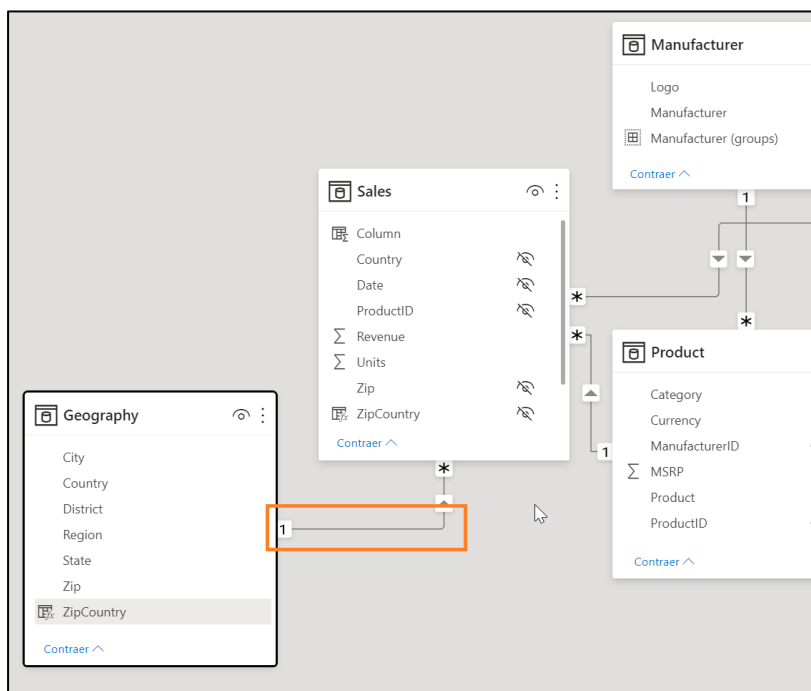 Manufacturer
Logo
Manufacturer
Manufacturer (groups)
Contraer
1
Sales
Column
Country
Date
ProductID
Revenue
Units
Zip
ZipCountry
Contraer
*
*
*
*
Product
Category
Currency
ManufacturerID
MSRP
Product
ProductID
Contraer
1
Geography
City
Country
District
Region
State
Zip
ZipCountry
Contraer
1